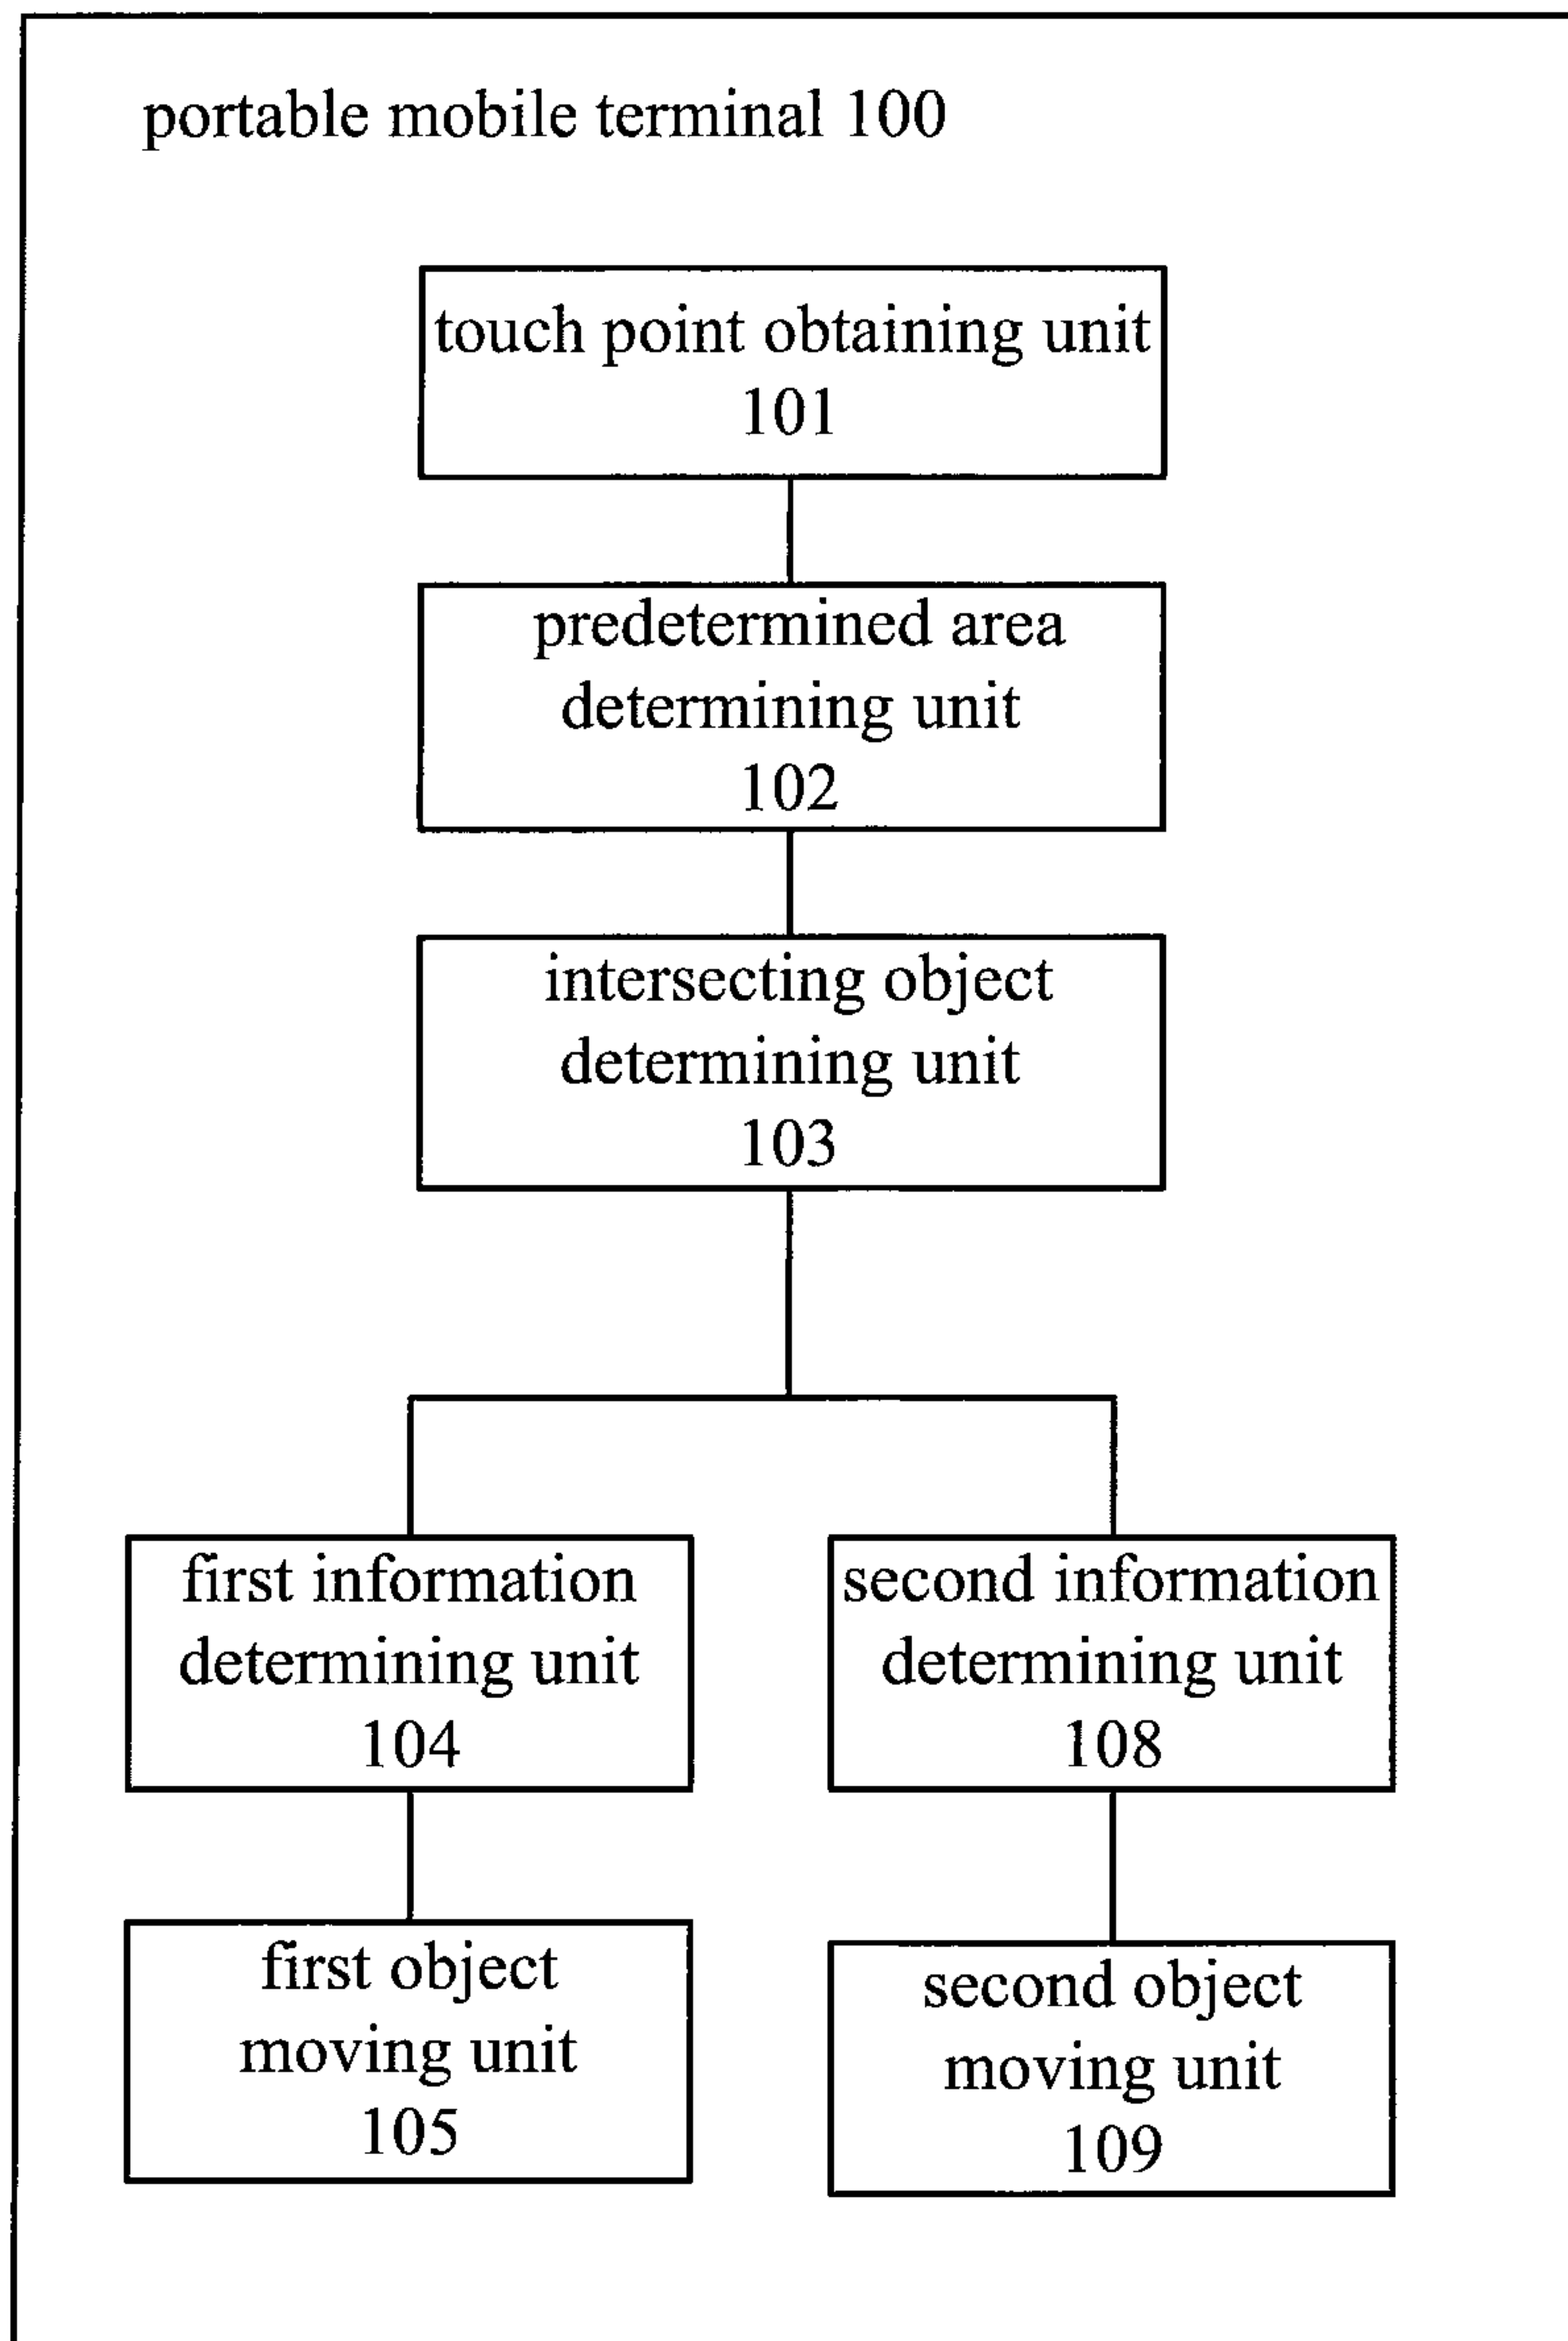 portable mobile terminal 100
touch point obtaining unit
101
predetermined area
determining unit
102
intersecting object
determining unit
103
first information
determining unit
104
second information
determining unit
108
first object
moving unit
105
second object
moving unit
109